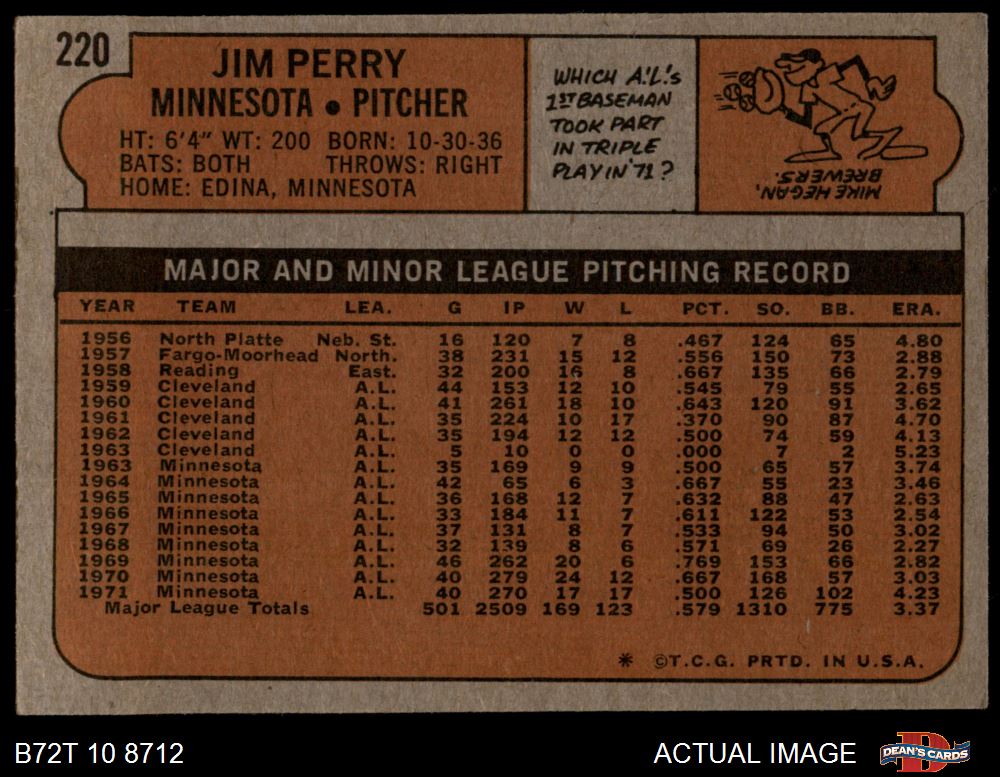 220
JIM PERRY
MINNESOTA • PITCHER
HT: 6'4" WT: 200 BORN: 10-30-36
BATS: BOTH THROWS: RIGHT
HOME: EDINA, MINNESOTA
WHICH A.L.'s
1ST BASEMAN
TOOK PART
IN TRIPLE
PLAY IN '71?
MIKE HEGAN,
BREWERS.
MAJOR AND MINOR LEAGUE PITCHING RECORD
YEAR TEAM LEA. G IP W L PCT. SO. BB. ERA.
1956 North Platte Neb. St. 16 120 7 8 .467 124 65 4.80
1957 Fargo-Moorhead North. 38 231 15 12 .556 150 73 2.88
1958 Reading East. 32 200 16 8 .667 135 66 2.79
1959 Cleveland A.L. 44 153 12 10 .545 79 55 2.65
1960 Cleveland A.L. 41 261 18 10 .643 120 91 3.62
1961 Cleveland A.L. 35 224 10 17 .370 90 87 4.70
1962 Cleveland A.L. 35 194 12 12 .500 74 59 4.13
1963 Cleveland A.L. 5 10 0 0 .000 7 2 5.23
1963 Minnesota A.L. 35 169 9 9 .500 65 57 3.74
1964 Minnesota A.L. 42 65 6 3 .667 55 23 3.46
1965 Minnesota A.L. 36 168 12 7 .632 88 47 2.63
1966 Minnesota A.L. 33 184 11 7 .611 122 53 2.54
1967 Minnesota A.L. 37 131 8 7 .533 94 50 3.02
1968 Minnesota A.L. 32 139 8 6 .571 69 26 2.27
1969 Minnesota A.L. 46 262 20 6 .769 153 66 2.82
1970 Minnesota A.L. 40 279 24 12 .667 168 57 3.03
1971 Minnesota A.L. 40 270 17 17 .500 126 102 4.23
Major League Totals 501 2509 169 123 .579 1310 775 3.37
* ©T.C.G. PRTD. IN U.S.A.
B72T 10 8712
ACTUAL IMAGE
D
DEAN'S CARDS